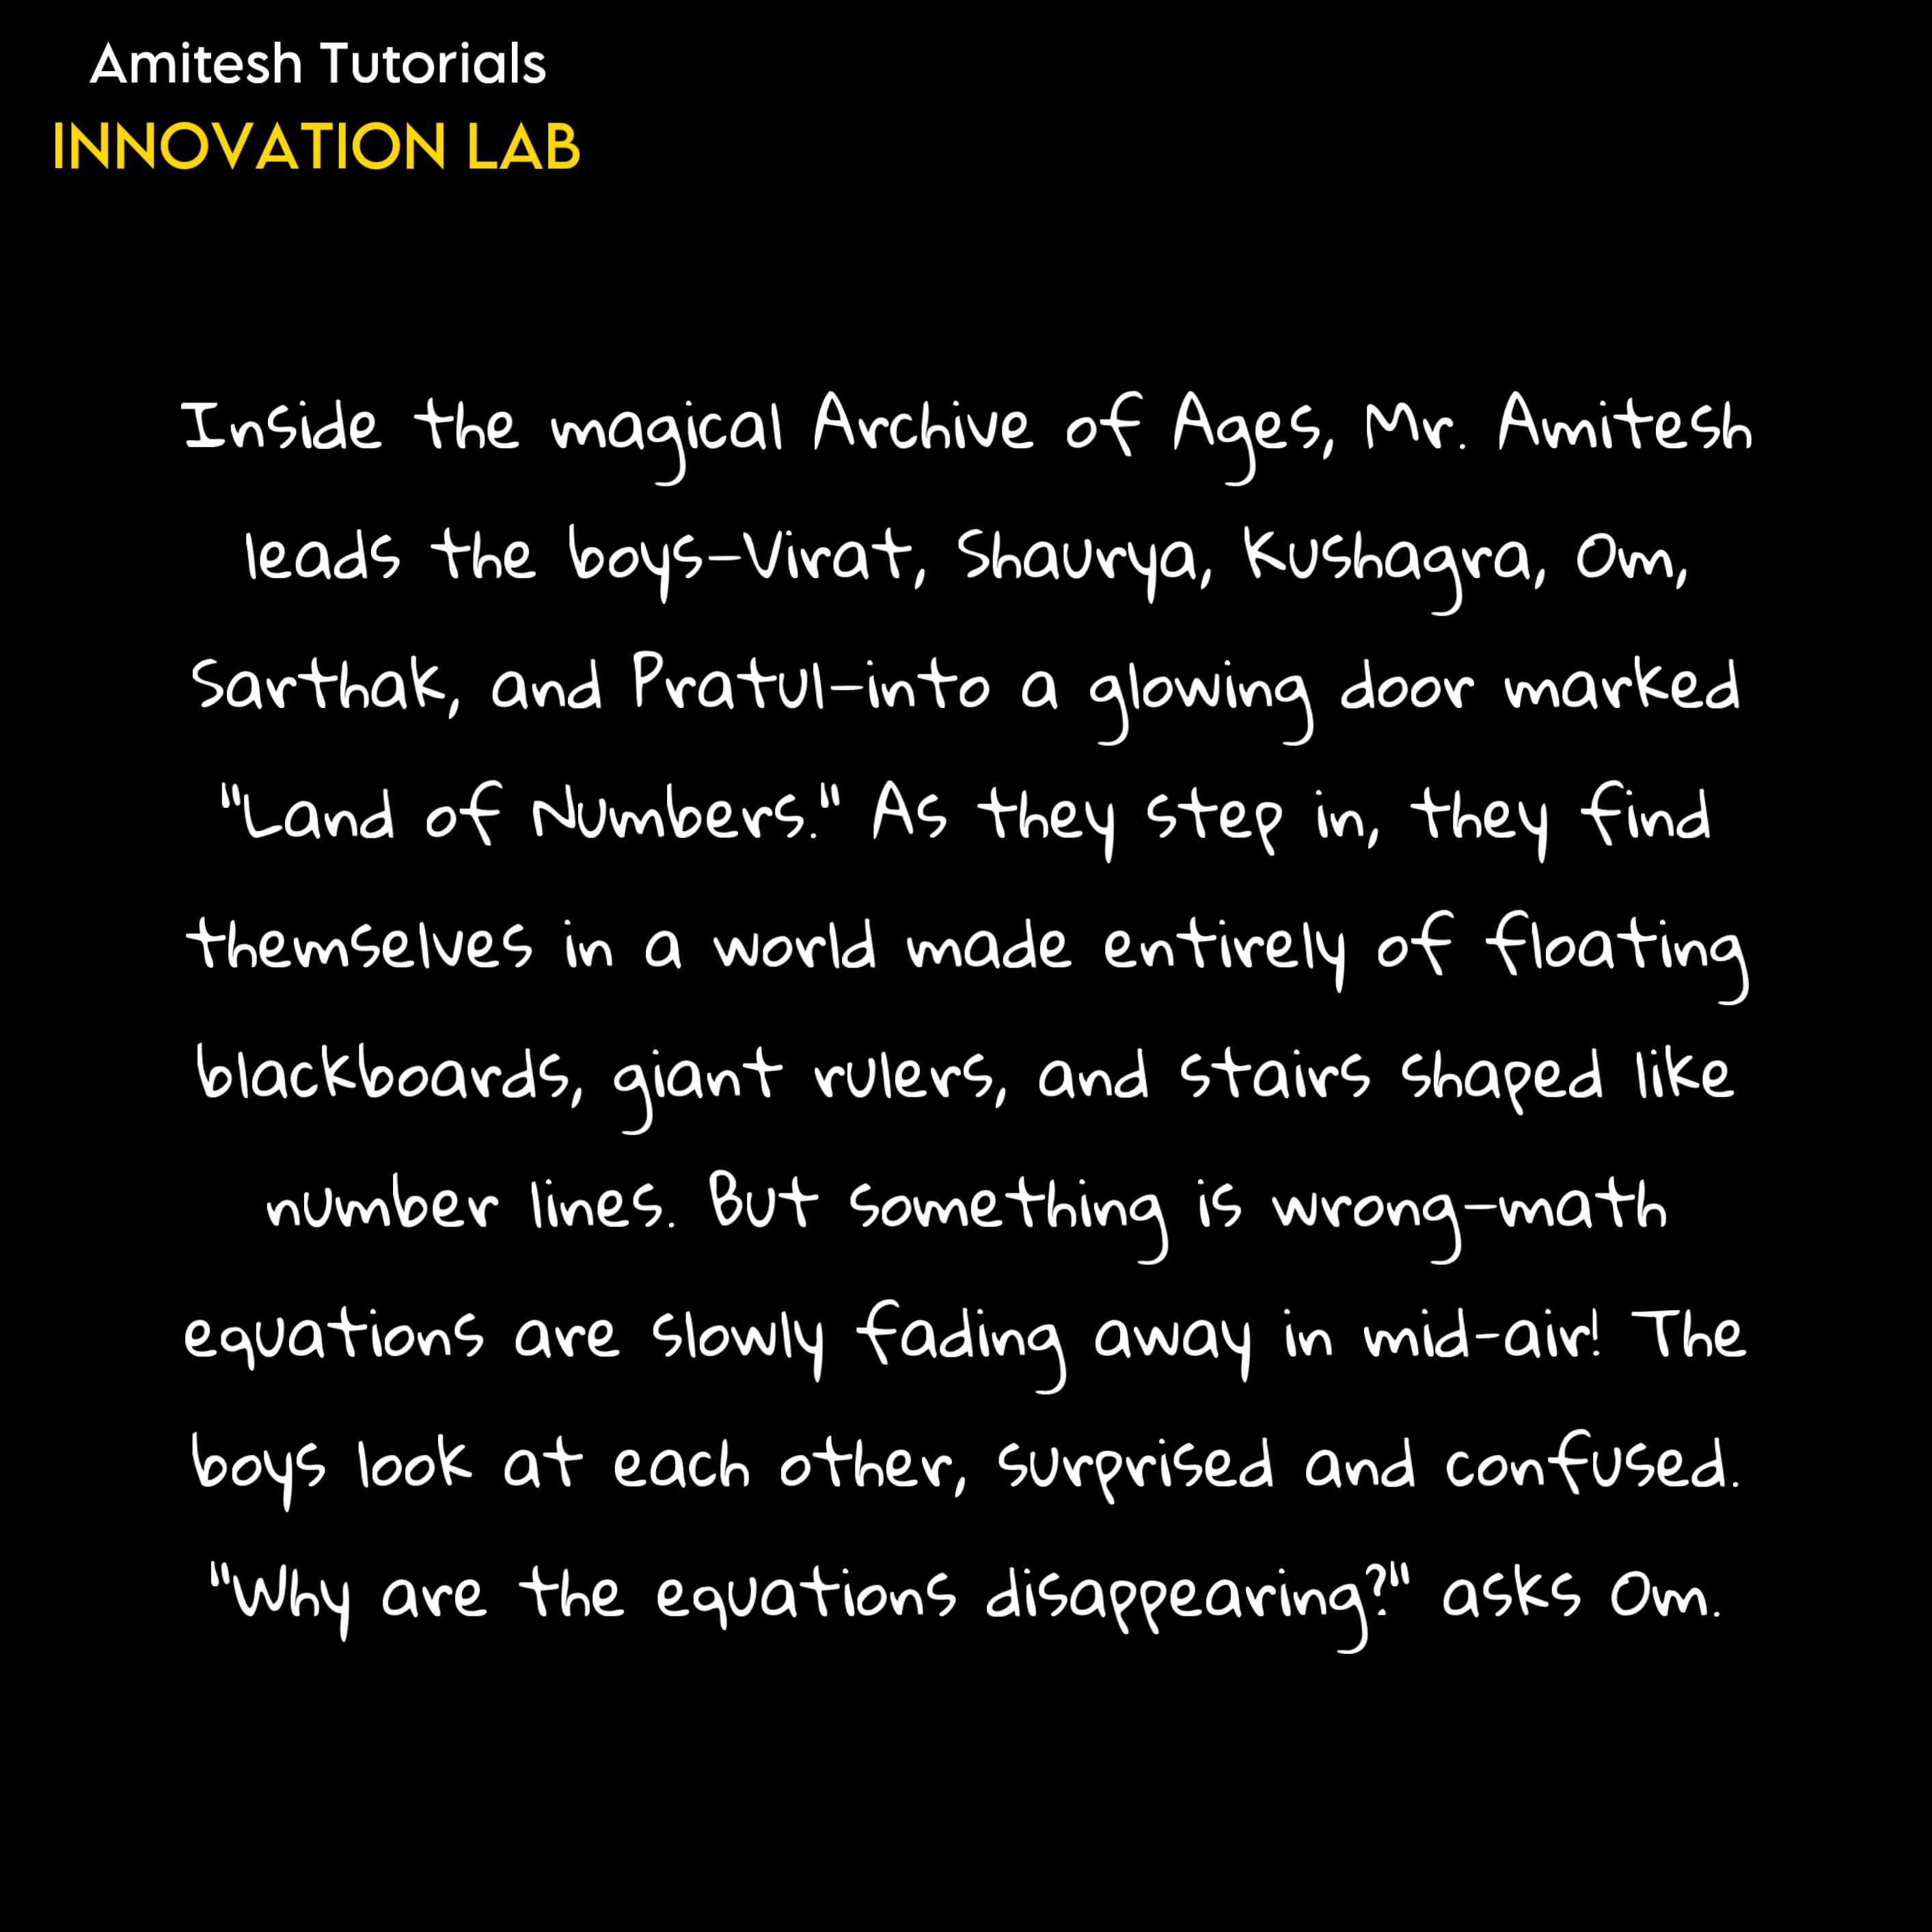 Amitesh Tutorials
INNOVATION LAB
Inside the magical Archive of Ages, Mr. Amitesh
leads the boys—Virat, Shaurya, Kushagra, Om,
Sarthak, and Pratul—into a glowing door marked
"Land of Numbers." As they step in, they find
themselves in a world made entirely of floating
blackboards, giant rulers, and stairs shaped like
number lines. But something is wrong—math
equations are slowly fading away in mid-air! The
boys look at each other, surprised and confused.
"Why are the equations disappearing?" asks Om.